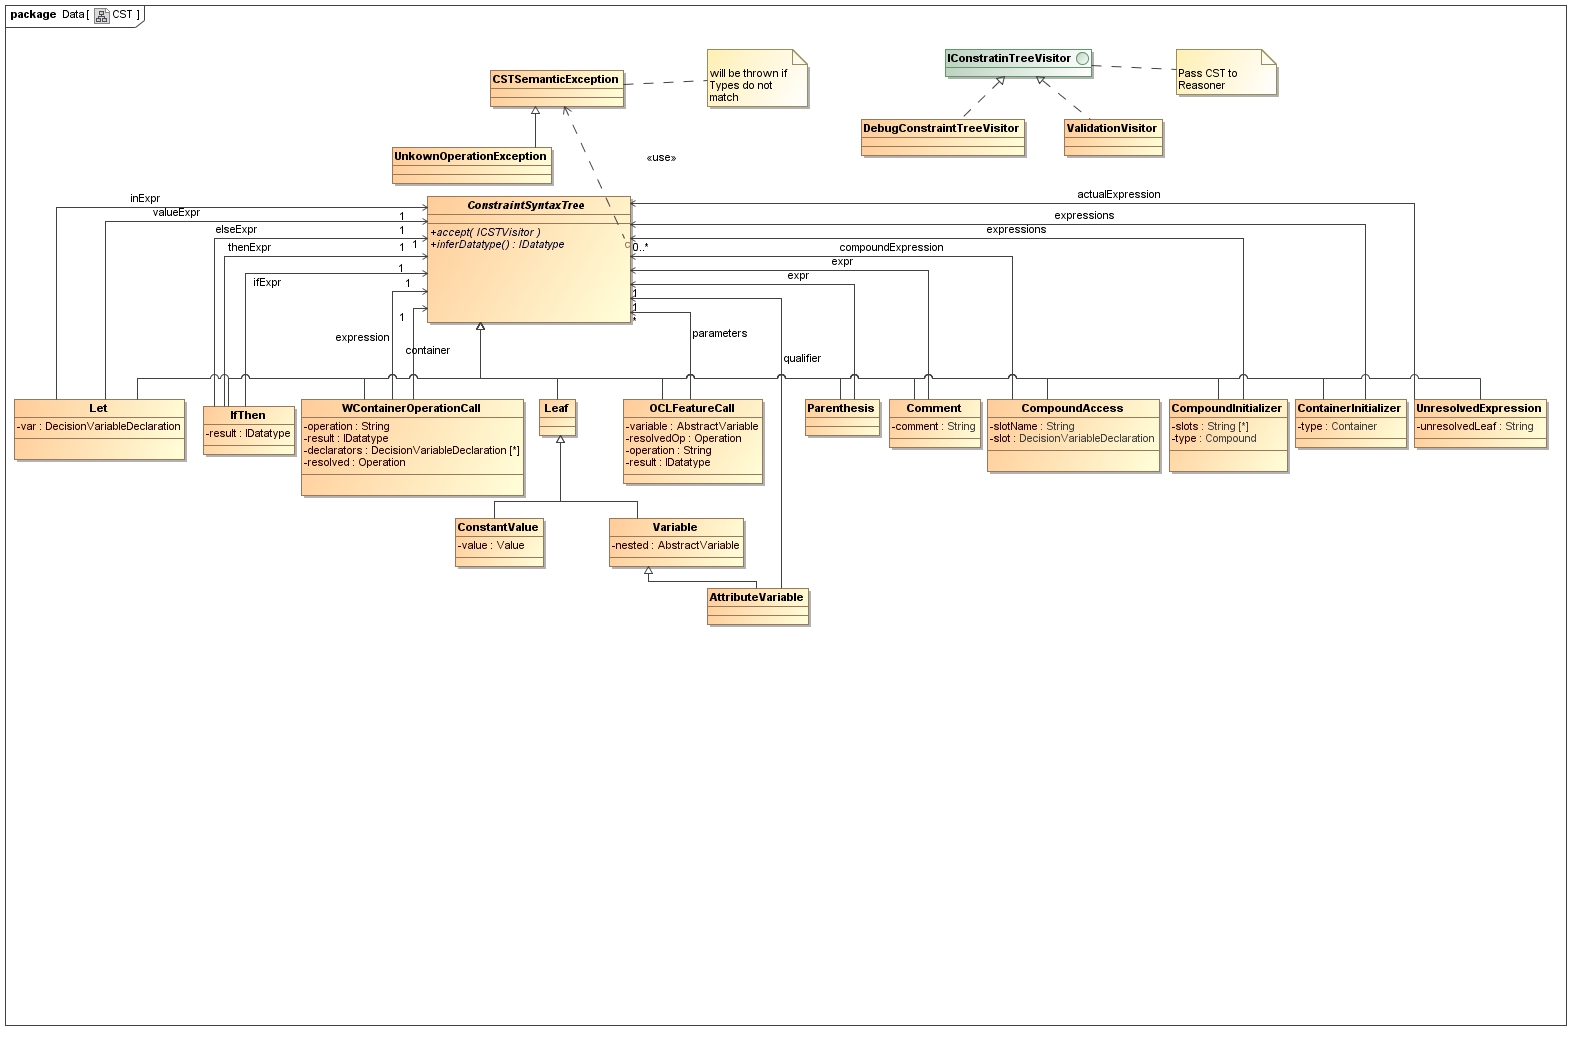 package Data [ CST ]
CSTSemanticException
will be thrown if
Types do not
match
IConstratinTreeVisitor
Pass CST to
Reasoner
DebugConstraintTreeVisitor
ValidationVisitor
UnkownOperationException
«use»
inExpr
valueExpr
1
elseExpr
1
thenExpr
1
1
ifExpr
1
1
1
expression
container
ConstraintSyntaxTree
+accept( ICSTVisitor )
+inferDatatype() : IDatatype
actualExpression
expressions
expressions
0..*
compoundExpression
expr
expr
1
1
*
parameters
qualifier
Let
-var : DecisionVariableDeclaration
IfThen
-result : IDatatype
WContainerOperationCall
-operation : String
-result : IDatatype
-declarators : DecisionVariableDeclaration [*]
-resolved : Operation
Leaf
OCLFeatureCall
-variable : AbstractVariable
-resolvedOp : Operation
-operation : String
-result : IDatatype
Parenthesis
Comment
-comment : String
CompoundAccess
-slotName : String
-slot : DecisionVariableDeclaration
CompoundInitializer
-slots : String [*]
-type : Compound
ContainerInitializer
-type : Container
UnresolvedExpression
-unresolvedLeaf : String
ConstantValue
-value : Value
Variable
-nested : AbstractVariable
AttributeVariable